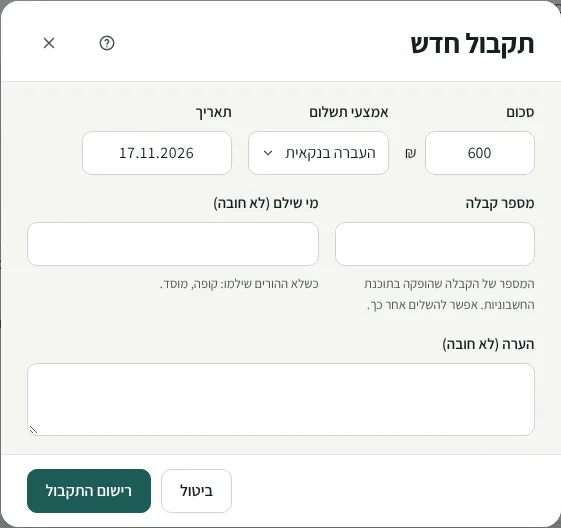 תקבול חדש
סכום
אמצעי תשלום
תאריך
600
₪
העברה בנקאית
17.11.2026
מספר קבלה
מי שילם (לא חובה)
המספר של הקבלה שהופקה בתוכנת
החשבוניות. אפשר להשלים אחר כך.
כשלא ההורים שילמו: קופה, מוסד.
הערה (לא חובה)
ביטול
רישום התקבול